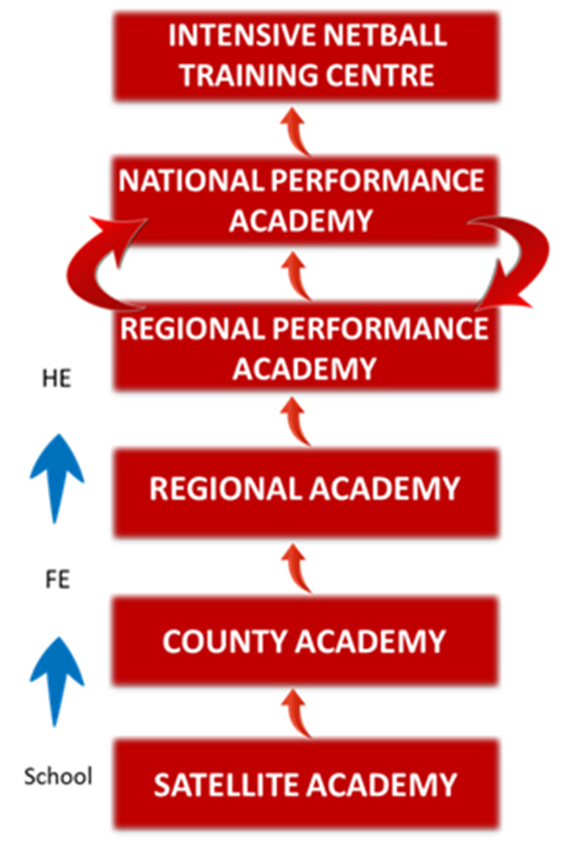 INTENSIVE NETBALL
TRAINING CENTRE
NATIONAL PERFORMANCE
ACADEMY
REGIONAL PERFORMANCE
ACADEMY
HE
REGIONAL ACADEMY
FE
COUNTY ACADEMY
School
SATELLITE ACADEMY